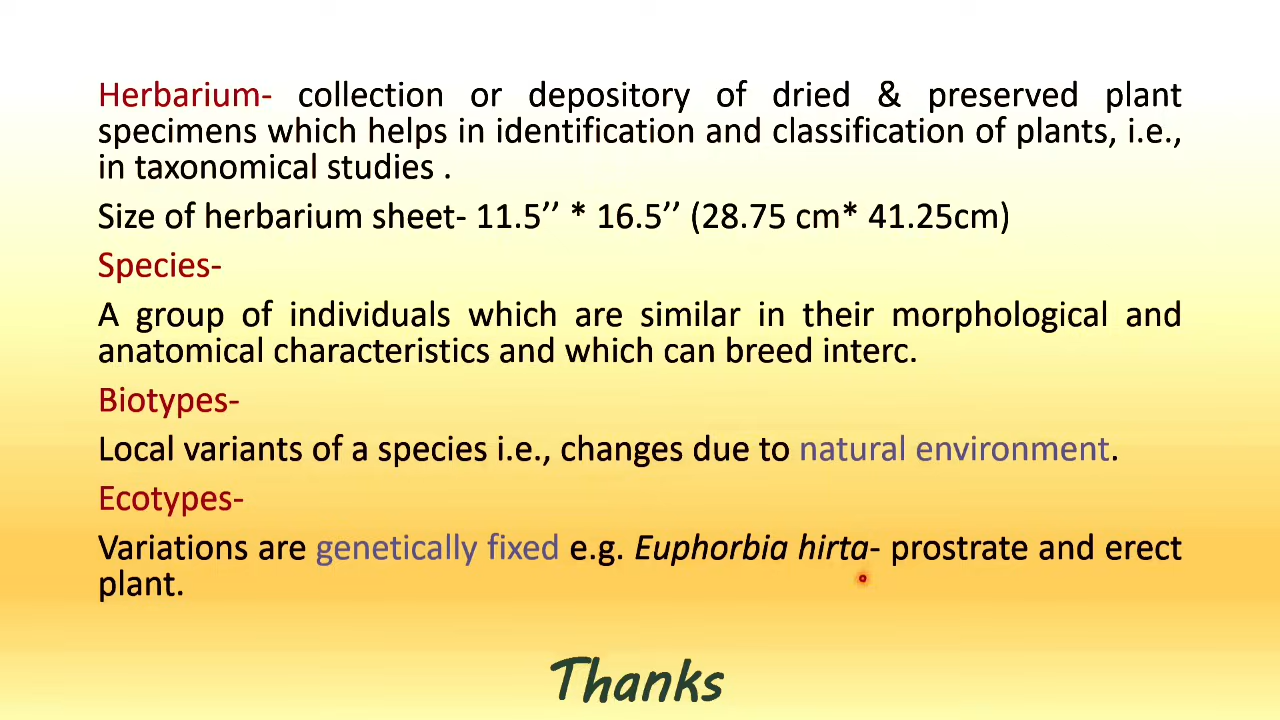 Herbarium- collection or depository of dried & preserved plant
specimens which helps in identification and classification of plants, i.e.,
in taxonomical studies .
Size of herbarium sheet- 11.5’’ * 16.5’’ (28.75 cm* 41.25cm)
Species-
A group of individuals which are similar in their morphological and
anatomical characteristics and which can breed interc.
Biotypes-
Local variants of a species i.e., changes due to natural environment.
Ecotypes-
Variations are genetically fixed e.g. Euphorbia hirta- prostrate and erect
plant.
Thanks